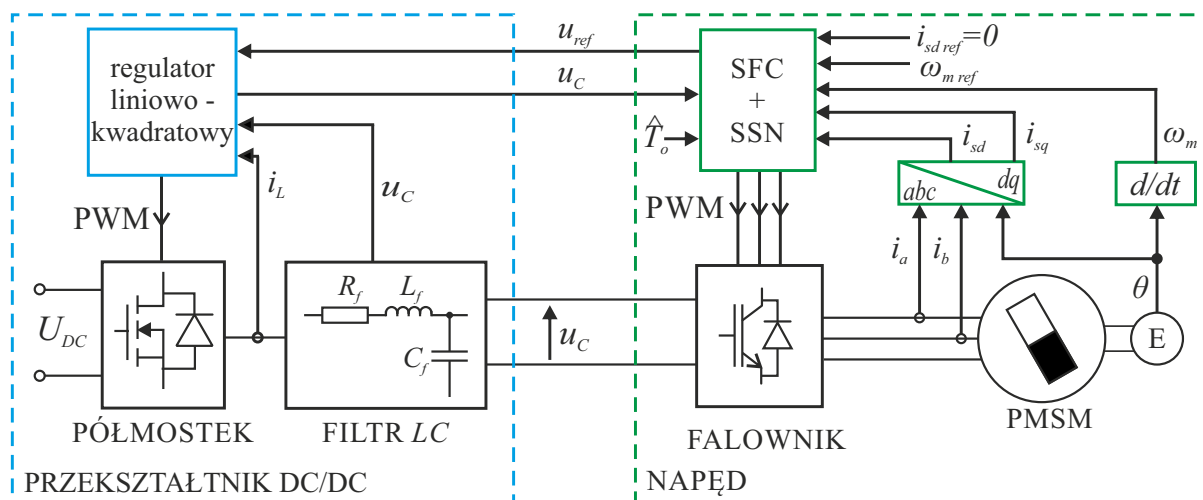 regulator
liniowo -
kwadratowy
u_ref
u_C
SFC
+
SSN
i_sd ref=0
ω_m ref
T̂_o
i_sd
i_sq
ω_m
i_L
u_C
PWM
PWM
abc
dq
d/dt
i_a
i_b
θ
U_DC
R_f
L_f
C_f
u_C
E
PÓŁMOSTEK
FILTR LC
FALOWNIK
PMSM
PRZEKSZTAŁTNIK DC/DC
NAPĘD